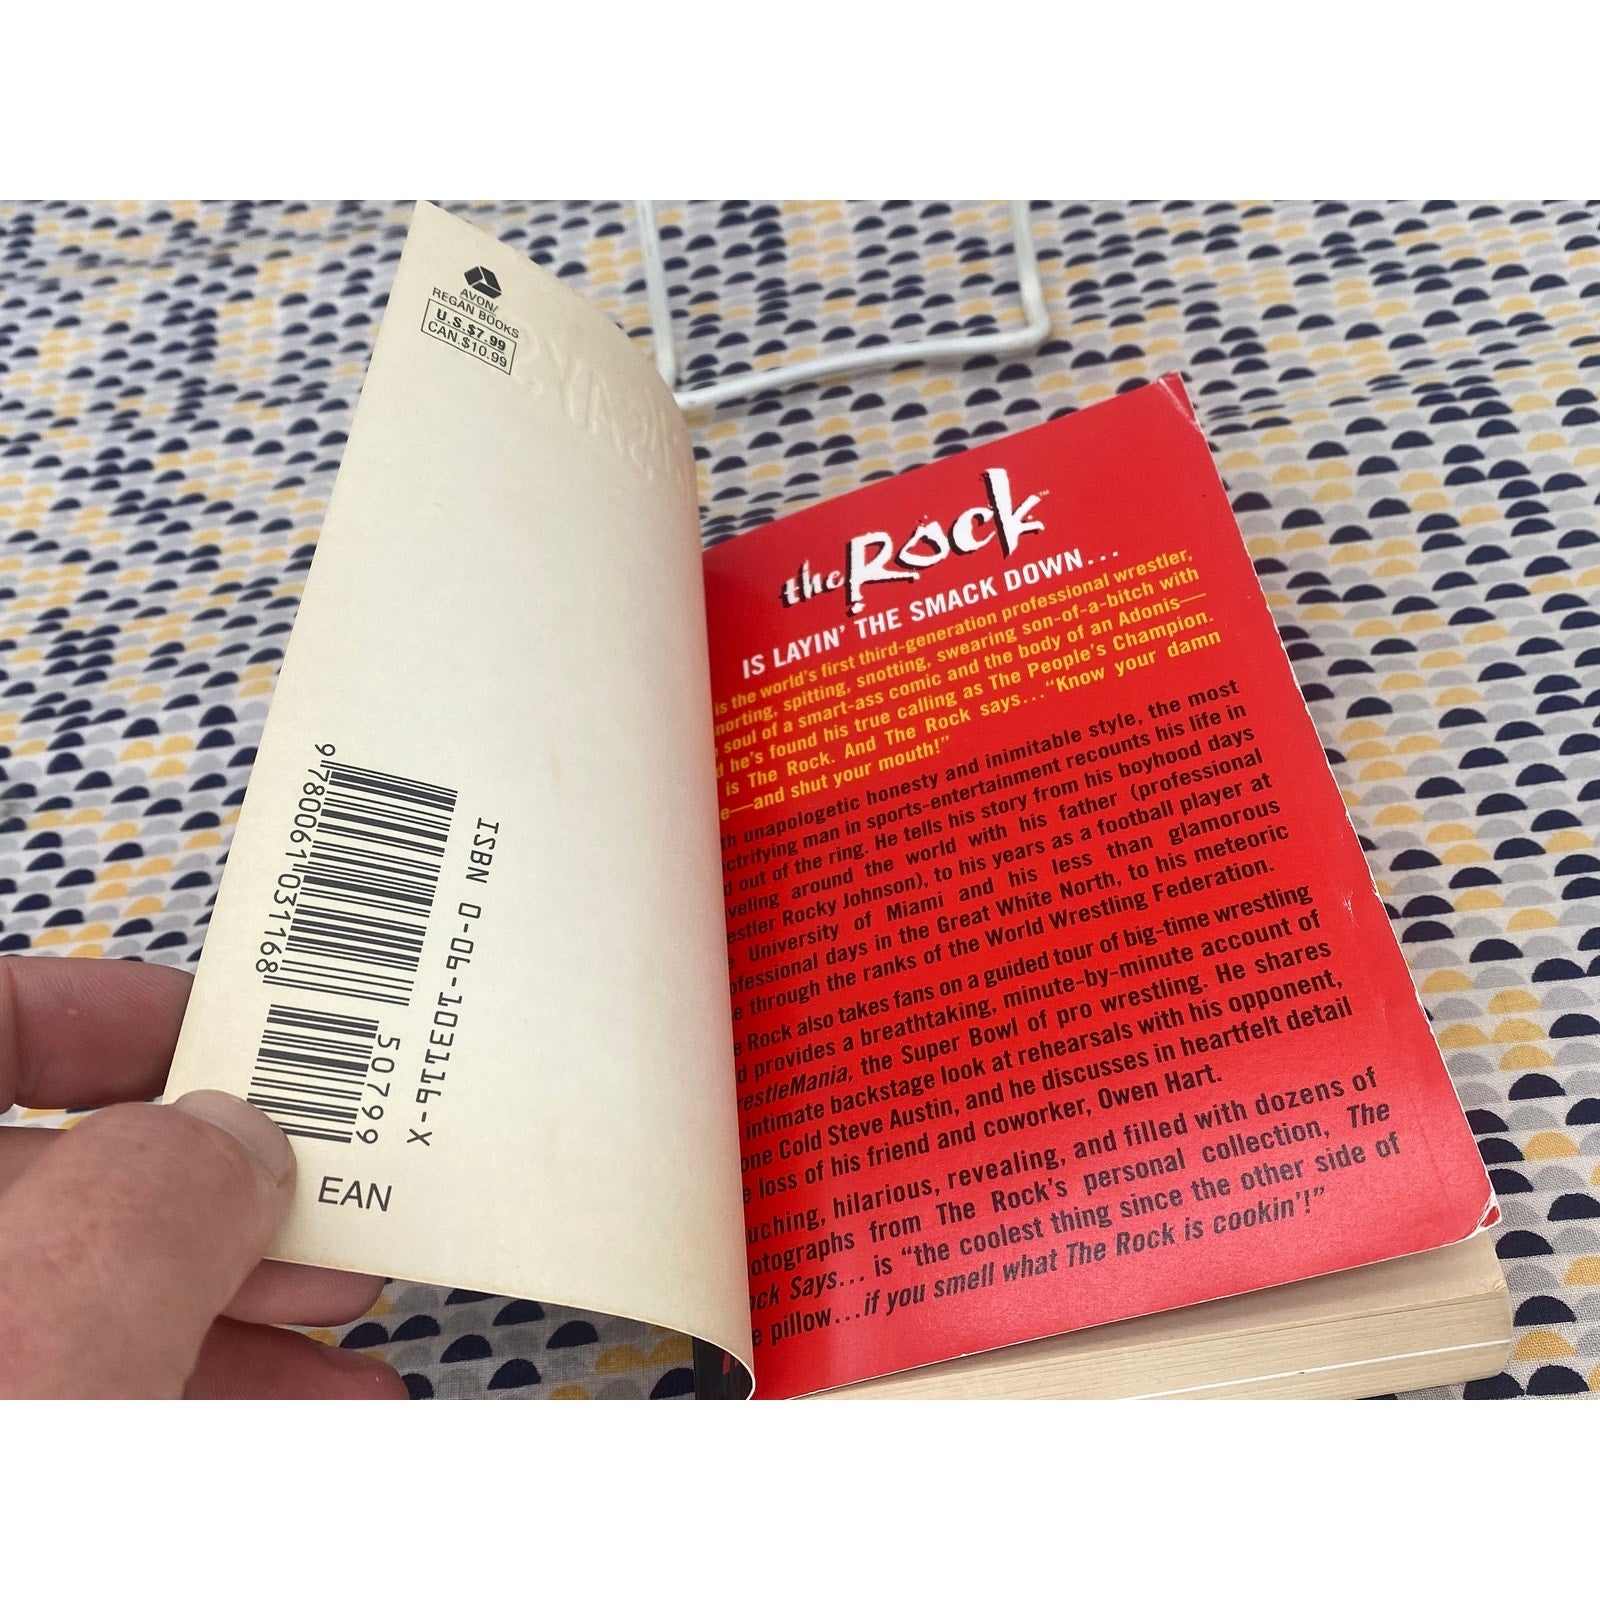 AVON/
REGAN BOOKS
U.S.$7.99
CAN.$10.99
ISBN 0-06-103116-X
9 780061 031168
50799
EAN
the Rock™
IS LAYIN' THE SMACK DOWN...
is the world's first third-generation professional wrestler,
norting, spitting, snotting, swearing son-of-a-bitch with
soul of a smart-ass comic and the body of an Adonis—
d he's found his true calling as The People's Champion.
is The Rock. And The Rock says..."Know your damn
e—and shut your mouth!"
th unapologetic honesty and inimitable style, the most
ctrifying man in sports-entertainment recounts his life in
d out of the ring. He tells his story from his boyhood days
veling around the world with his father (professional
estler Rocky Johnson), to his years as a football player at
e University of Miami and his less than glamorous
ofessional days in the Great White North, to his meteoric
e through the ranks of the World Wrestling Federation.
e Rock also takes fans on a guided tour of big-time wrestling
d provides a breathtaking, minute-by-minute account of
restleMania, the Super Bowl of pro wrestling. He shares
intimate backstage look at rehearsals with his opponent,
one Cold Steve Austin, and he discusses in heartfelt detail
e loss of his friend and coworker, Owen Hart.
uching, hilarious, revealing, and filled with dozens of
otographs from The Rock's personal collection, The
ck Says... is "the coolest thing since the other side of
e pillow...if you smell what The Rock is cookin'!"